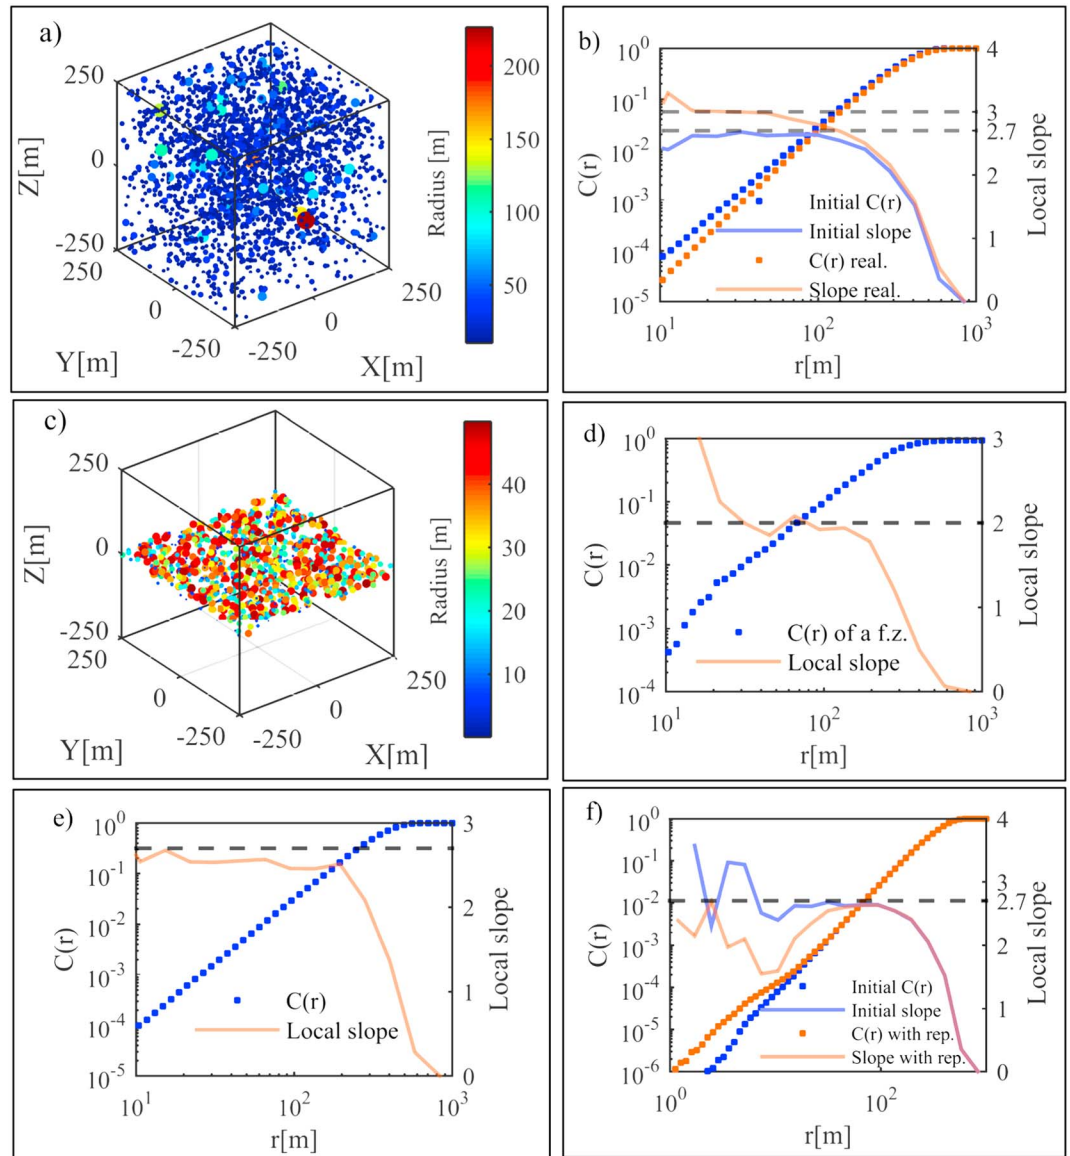 a)
250
0
-250
Z[m]
250
0
-250
Y[m]
-250
0
250
X[m]
200
150
100
50
Radius [m]
b)
10^0
10^-1
10^-2
10^-3
10^-4
10^-5
C(r)
4
3
2.7
2
1
0
Local slope
Initial C(r)
Initial slope
C(r) real.
Slope real.
10^1
10^2
10^3
r[m]
c)
250
0
-250
Z[m]
250
0
-250
Y[m]
-250
0
250
X[m]
40
30
20
10
Radius [m]
d)
10^0
10^-1
10^-2
10^-3
10^-4
C(r)
3
2
1
0
Local slope
C(r) of a f.z.
Local slope
10^1
10^2
10^3
r[m]
e)
10^0
10^-1
10^-2
10^-3
10^-4
10^-5
C(r)
3
2
1
0
Local slope
C(r)
Local slope
10^1
10^2
10^3
r[m]
f)
10^0
10^-1
10^-2
10^-3
10^-4
10^-5
10^-6
C(r)
4
3
2.7
2
1
0
Local slope
Initial C(r)
Initial slope
C(r) with rep.
Slope with rep.
10^0
10^2
r[m]